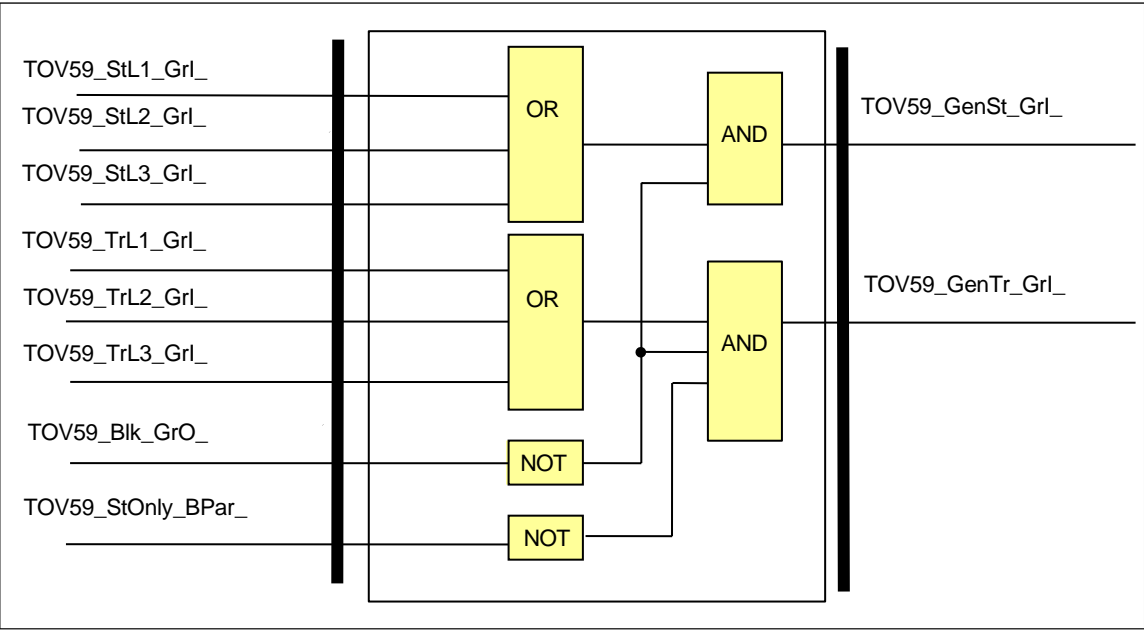 TOV59_StL1_GrI_
TOV59_StL2_GrI_
TOV59_StL3_GrI_
TOV59_TrL1_GrI_
TOV59_TrL2_GrI_
TOV59_TrL3_GrI_
TOV59_Blk_GrO_
TOV59_StOnly_BPar_
OR
OR
NOT
NOT
AND
AND
TOV59_GenSt_GrI_
TOV59_GenTr_GrI_